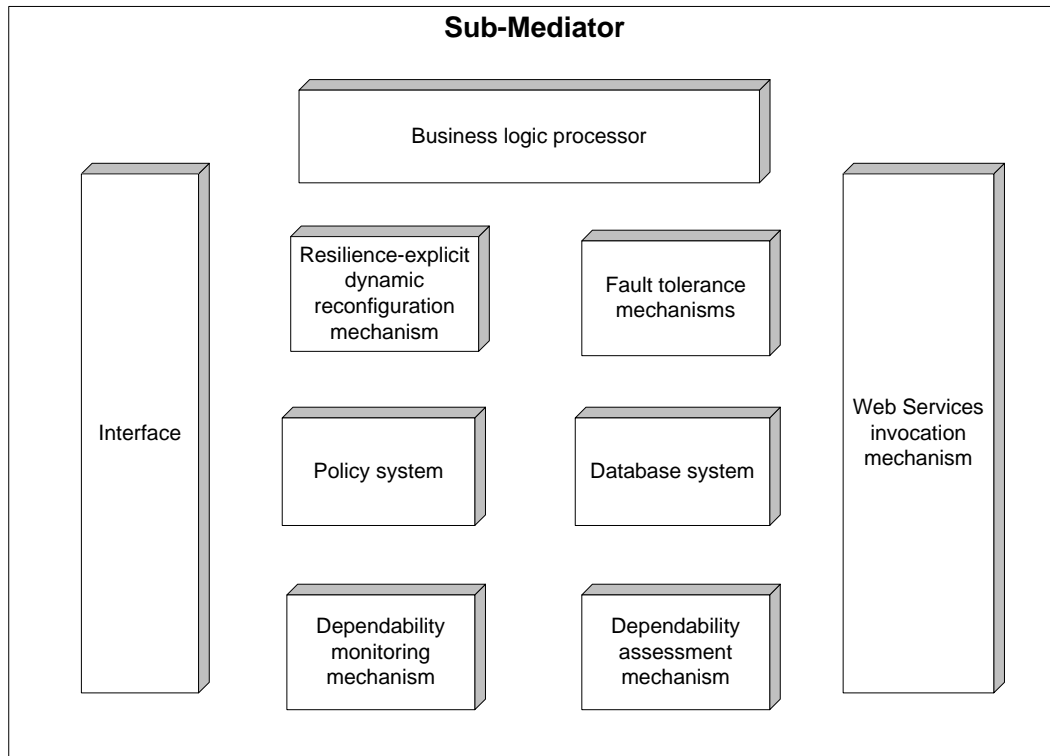 Sub-Mediator
Business logic processor
Resilience-explicit
dynamic
reconfiguration
mechanism
Fault tolerance
mechanisms
Interface
Policy system
Database system
Web Services
invocation
mechanism
Dependability
monitoring
mechanism
Dependability
assessment
mechanism